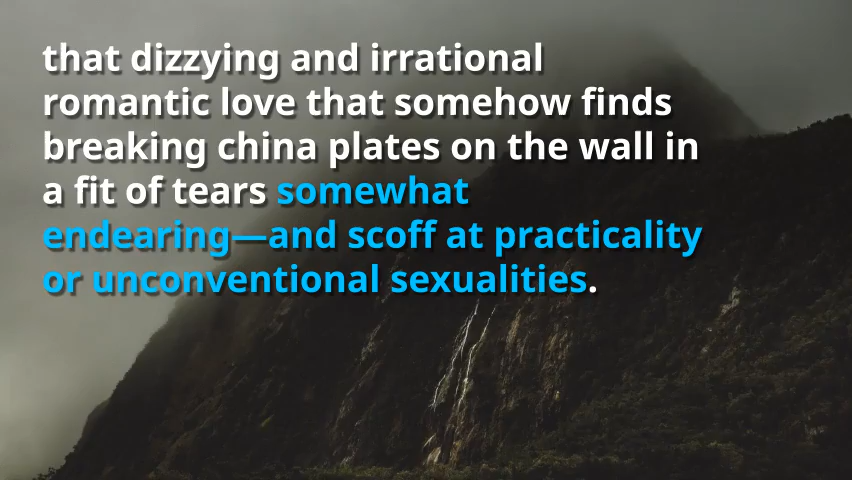 that dizzying and irrational
romantic love that somehow finds
breaking china plates on the wall in
a fit of tears somewhat
endearing—and scoff at practicality
or unconventional sexualities.